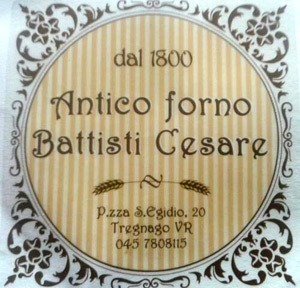 dal 1800
Antico forno
Battisti Cesare
P.zza S.Egidio, 20
Tregnago VR
045 7808115